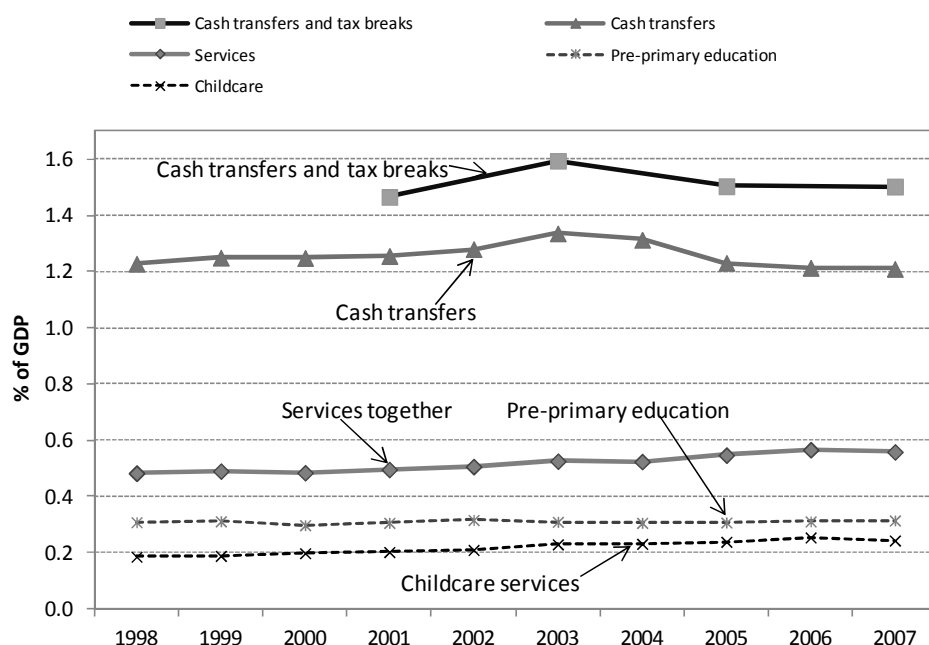 Cash transfers and tax breaks
Cash transfers
Services
Pre-primary education
Childcare
% of GDP
1.6
1.4
1.2
1.0
0.8
0.6
0.4
0.2
0.0
Cash transfers and tax breaks
Cash transfers
Services together
Pre-primary education
Childcare services
1998 1999 2000 2001 2002 2003 2004 2005 2006 2007